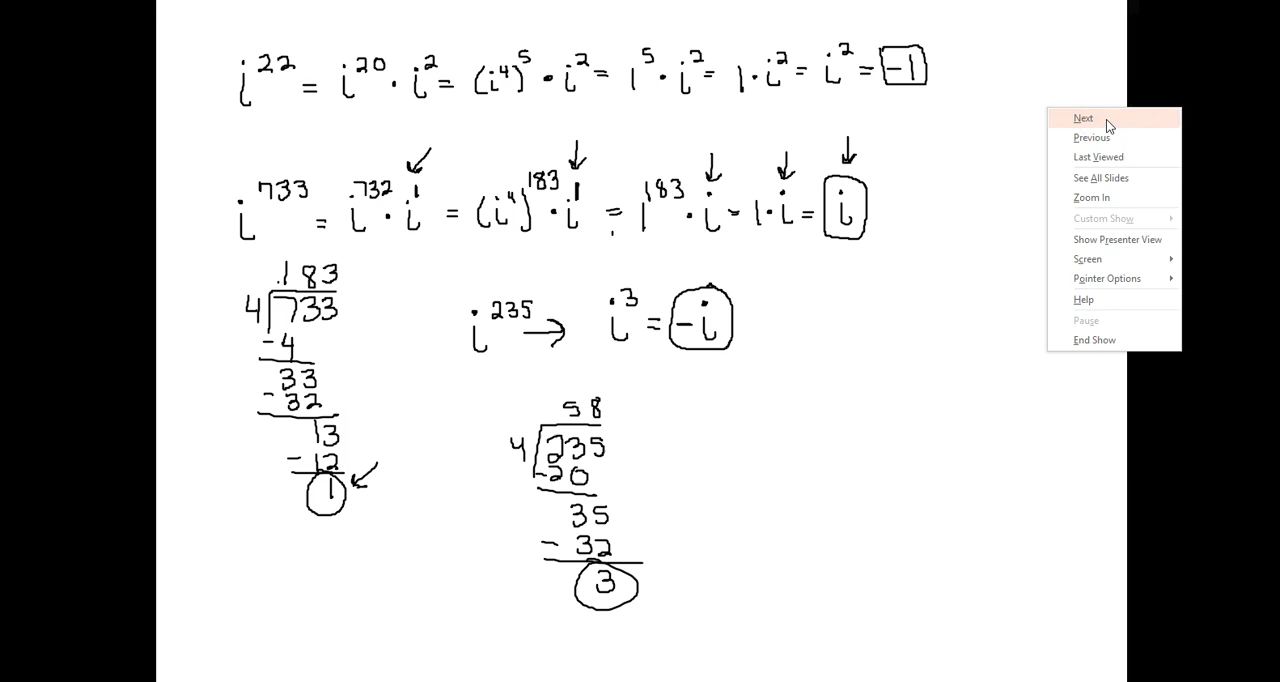 i^22 = i^20 · i^2 = (i^4)^5 · i^2 = 1^5 · i^2 = 1 · i^2 = i^2 = -1
i^733 = i^732 · i^1 = (i^4)^183 · i^1 = 1^183 · i = 1 · i = i
183
4 733
-4
33
- 32
13
- 12
1
i^235 → i^3 = -i
58
4 235
-20
35
- 32
3
Next
Previous
Last Viewed
See All Slides
Zoom In
Custom Show
Show Presenter View
Screen
Pointer Options
Help
Pause
End Show